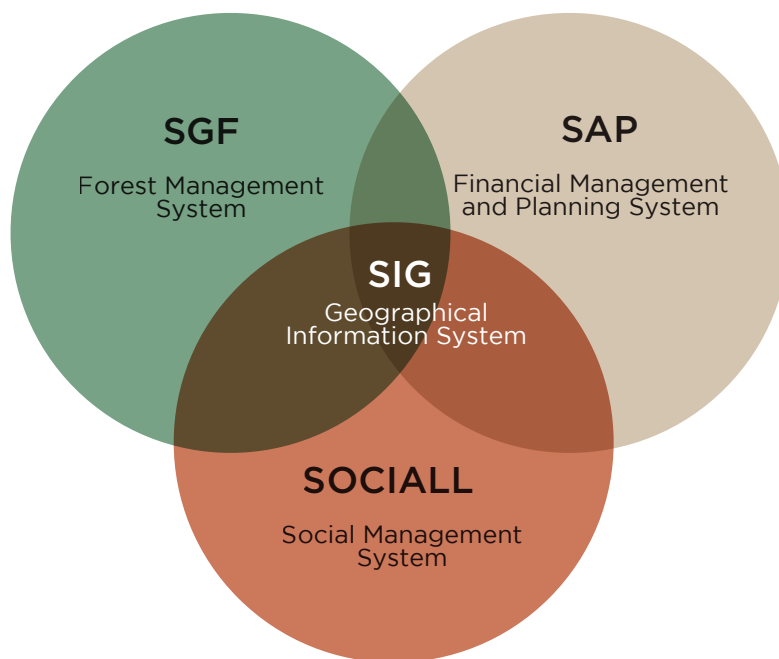 SGF
Forest Management
System
SAP
Financial Management
and Planning System
SIG
Geographical
Information System
SOCIALL
Social Management
System